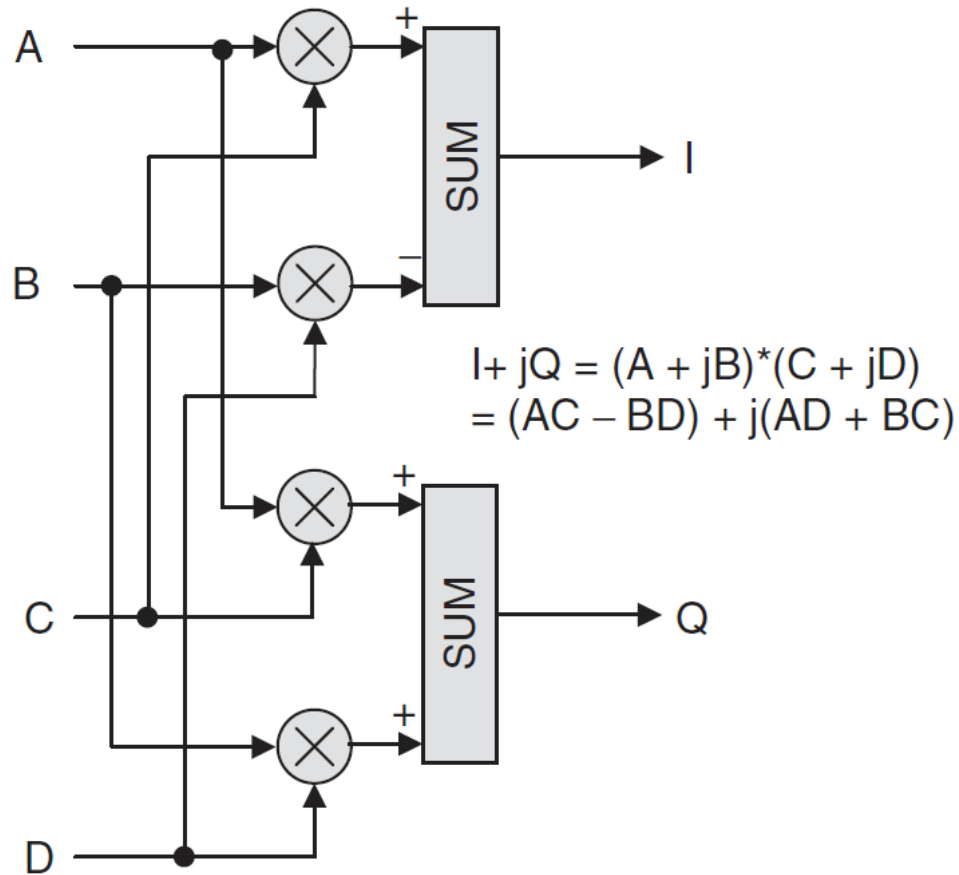 A
+
SUM
I
B
−
I+ jQ = (A + jB)*(C + jD)
= (AC – BD) + j(AD + BC)
+
C
SUM
Q
+
D